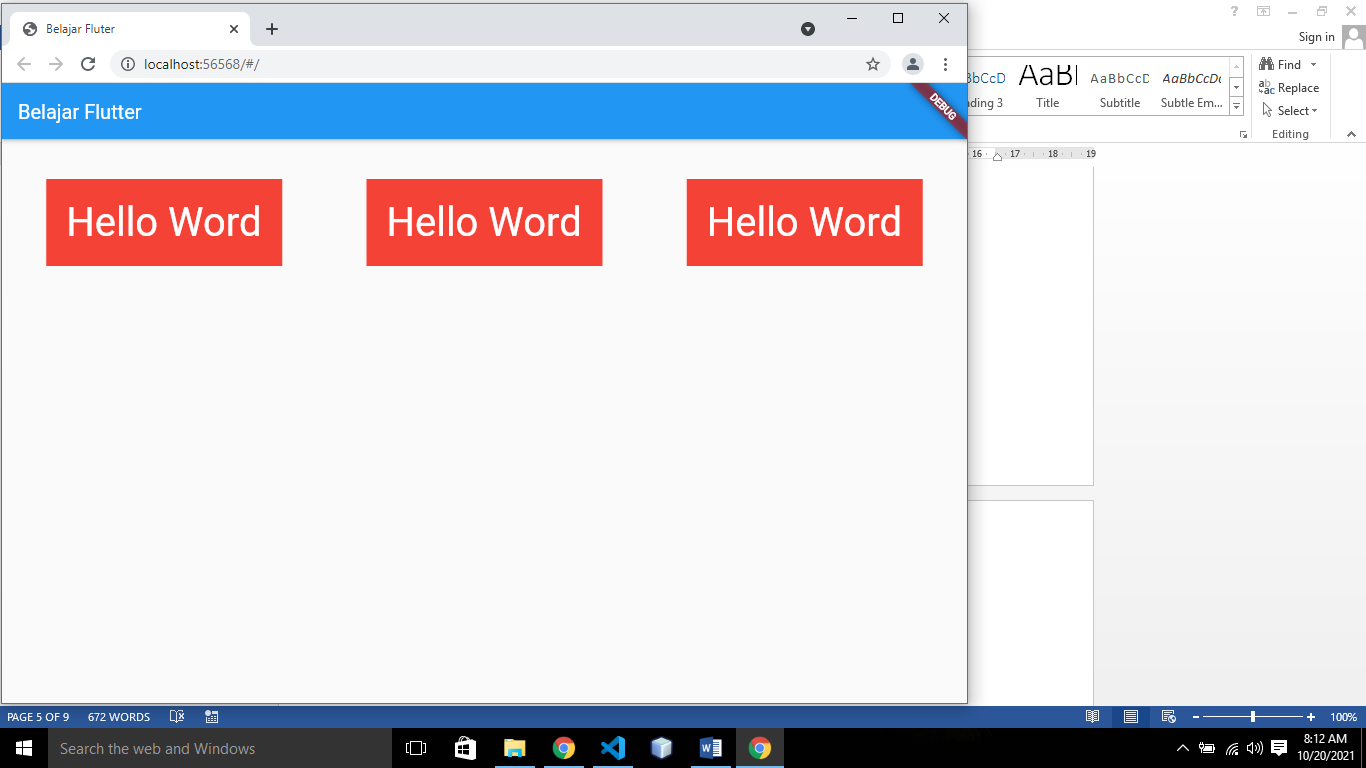 Belajar Fluter
localhost:56568/#/
Belajar Flutter
DEBUG
Hello Word
Hello Word
Hello Word
Sign in
AaBbCcDc
Title
Subtitle
Subtle Em...
Find
Replace
Select
Editing
16
17
18
19
PAGE 5 OF 9
672 WORDS
100%
Search the web and Windows
8:12 AM
10/20/2021